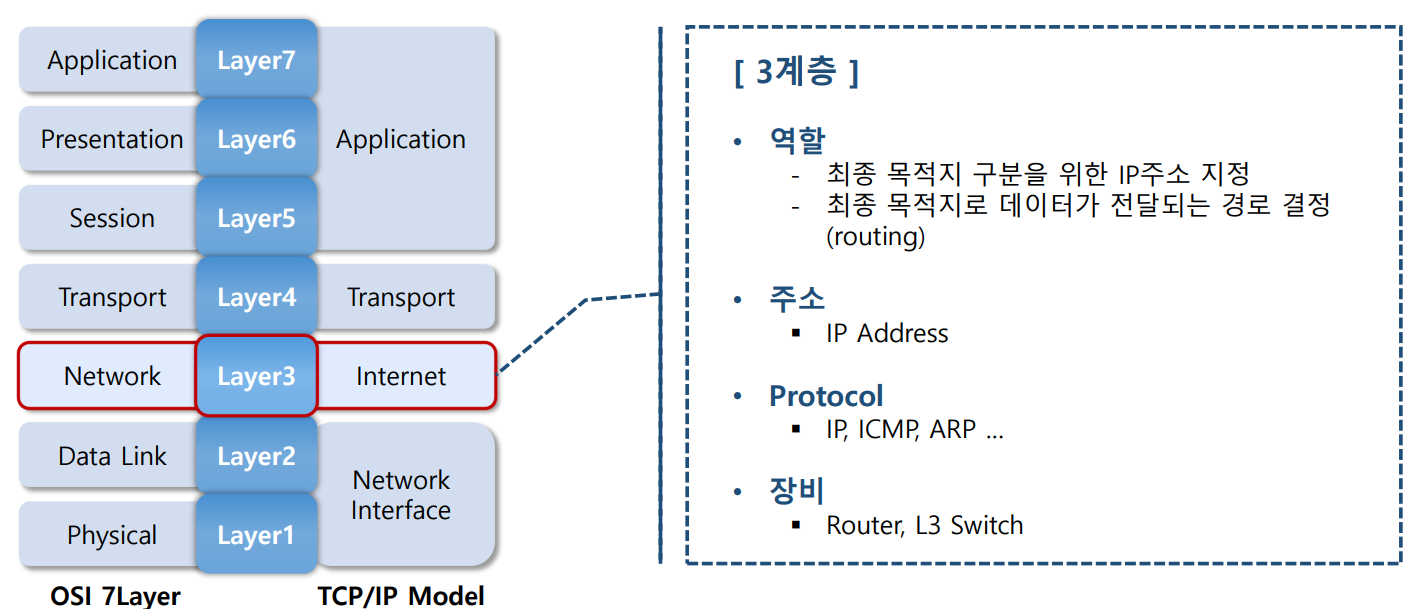 Application
Layer7
Presentation
Layer6
Application
Session
Layer5
Transport
Layer4
Transport
Network
Layer3
Internet
Data Link
Layer2
Network
Interface
Physical
Layer1
OSI 7Layer
TCP/IP Model
[ 3계층 ]
• 역할
- 최종 목적지 구분을 위한 IP주소 지정
- 최종 목적지로 데이터가 전달되는 경로 결정
(routing)
• 주소
▪ IP Address
• Protocol
▪ IP, ICMP, ARP ...
• 장비
▪ Router, L3 Switch